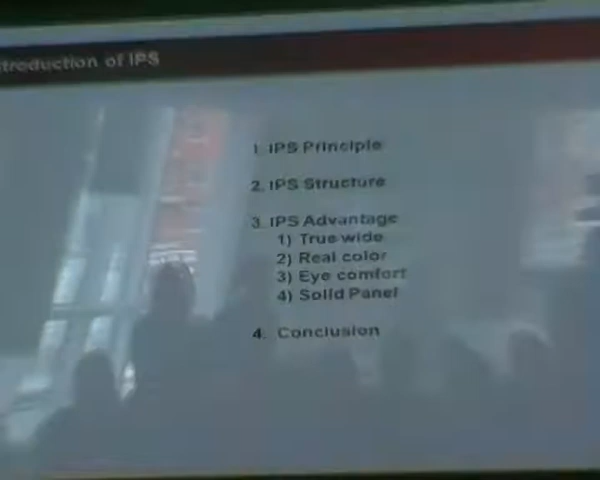 troduction of IPS
1. IPS Principle
2. IPS Structure
3. IPS Advantage
1) True wide
2) Real color
3) Eye comfort
4) Solid Panel
4. Conclusion